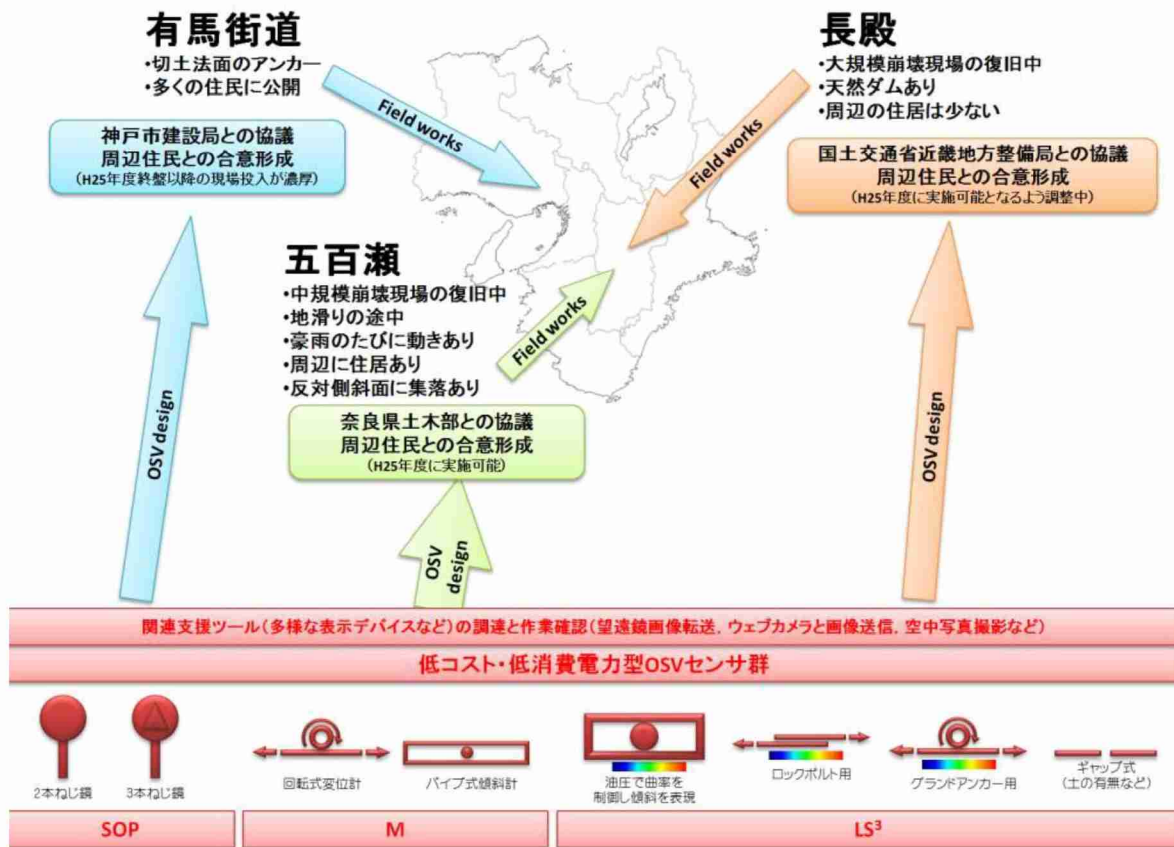 有馬街道
・切土法面のアンカー
・多くの住民に公開
神戸市建設局との協議
周辺住民との合意形成
(H25年度終盤以降の現場投入が濃厚)
Field works
長殿
・大規模崩壊現場の復旧中
・天然ダムあり
・周辺の住居は少ない
国土交通省近畿地方整備局との協議
周辺住民との合意形成
(H25年度に実施可能となるよう調整中)
Field works
五百瀬
・中規模崩壊現場の復旧中
・地滑りの途中
・豪雨のたびに動きあり
・周辺に住居あり
・反対側斜面に集落あり
奈良県土木部との協議
周辺住民との合意形成
(H25年度に実施可能)
Field works
OSV design
OSV
design
OSV design
関連支援ツール(多様な表示デバイスなど)の調達と作業確認(望遠鏡画像転送、ウェブカメラと画像送信、空中写真撮影など)
低コスト・低消費電力型OSVセンサ群
2本ねじ鏡
3本ねじ鏡
回転式変位計
パイプ式傾斜計
油圧で曲率を
制御し傾斜を表現
ロックボルト用
グランドアンカー用
ギャップ式
(土の有無など)
SOP
M
LS³